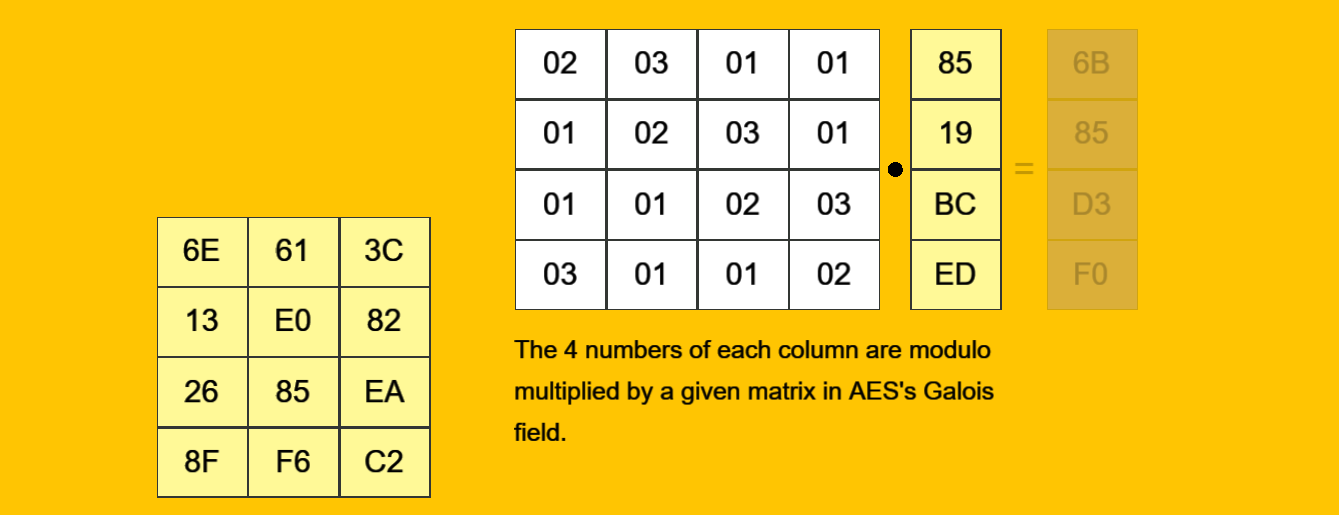 02 03 01 01 85 6B
01 02 03 01 19 85
=
01 01 02 03 BC D3
03 01 01 02 ED F0
6E 61 3C
13 E0 82
26 85 EA
8F F6 C2
The 4 numbers of each column are modulo
multiplied by a given matrix in AES's Galois
field.